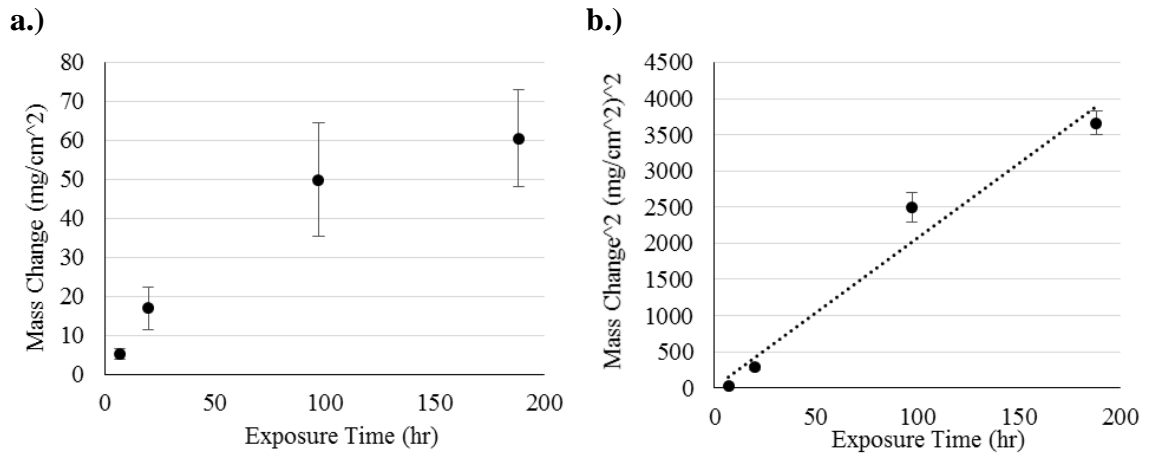 a.)
80
70
60
50
40
30
20
10
0
Mass Change (mg/cm^2)
0 50 100 150 200
Exposure Time (hr)
b.)
4500
4000
3500
3000
2500
2000
1500
1000
500
0
Mass Change^2 (mg/cm^2)^2
0 50 100 150 200
Exposure Time (hr)